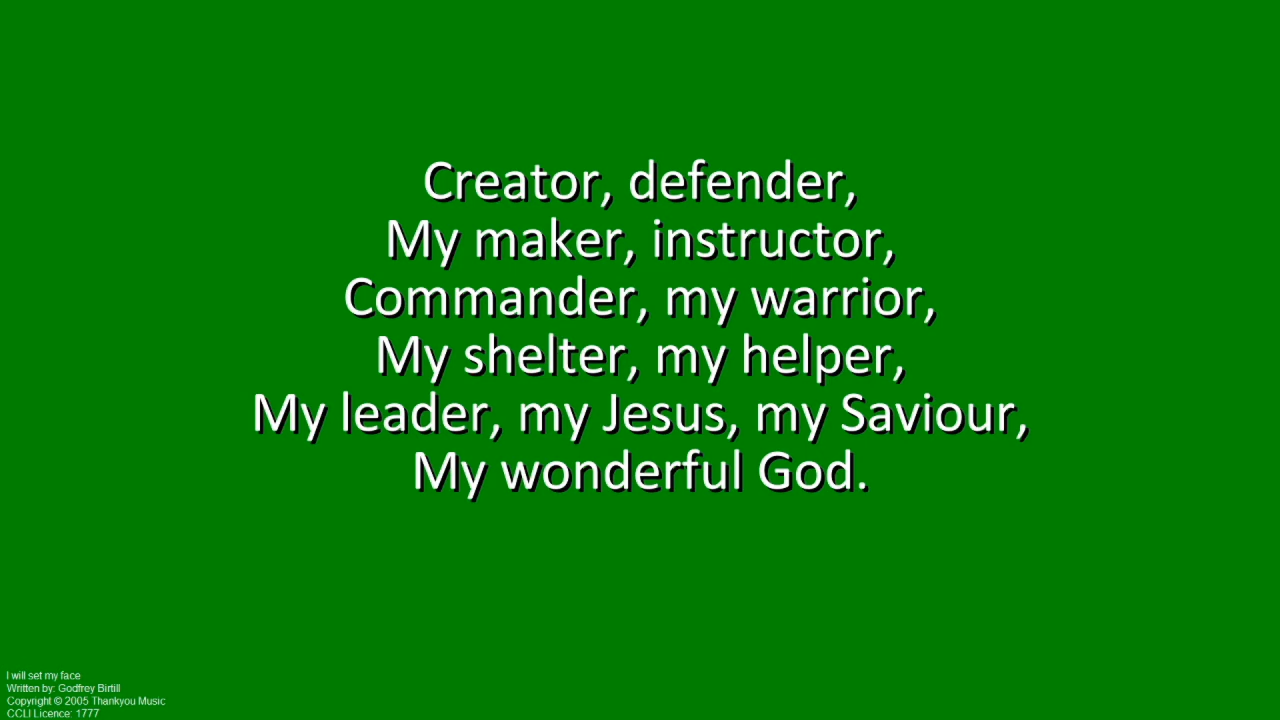 Creator, defender,
My maker, instructor,
Commander, my warrior,
My shelter, my helper,
My leader, my Jesus, my Saviour,
My wonderful God.
I will set my face
Written by: Godfrey Birtill
Copyright © 2005 Thankyou Music
CCLI Licence: 1777